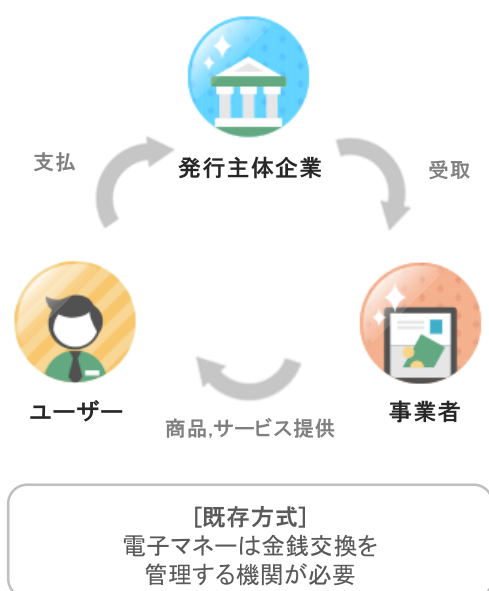 支払
発行主体企業
受取
ユーザー
事業者
商品,サービス提供
[既存方式]
電子マネーは金銭交換を
管理する機関が必要